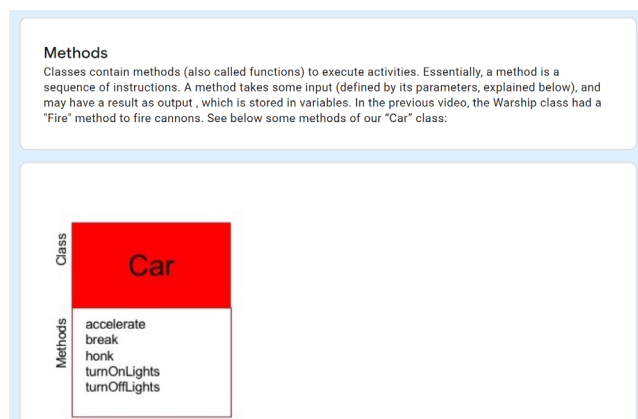 Methods
Classes contain methods (also called functions) to execute activities. Essentially, a method is a
sequence of instructions. A method takes some input (defined by its parameters, explained below), and
may have a result as output , which is stored in variables. In the previous video, the Warship class had a
"Fire" method to fire cannons. See below some methods of our “Car” class:
Class
Car
Methods
accelerate
break
honk
turnOnLights
turnOffLights